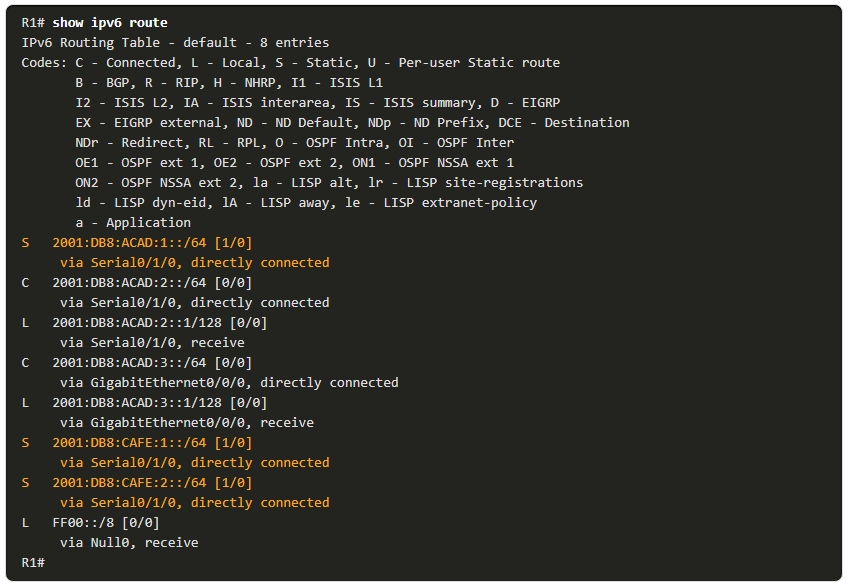 R1# show ipv6 route
IPv6 Routing Table - default - 8 entries
Codes: C - Connected, L - Local, S - Static, U - Per-user Static route
       B - BGP, R - RIP, H - NHRP, I1 - ISIS L1
       I2 - ISIS L2, IA - ISIS interarea, IS - ISIS summary, D - EIGRP
       EX - EIGRP external, ND - ND Default, NDp - ND Prefix, DCE - Destination
       NDr - Redirect, RL - RPL, O - OSPF Intra, OI - OSPF Inter
       OE1 - OSPF ext 1, OE2 - OSPF ext 2, ON1 - OSPF NSSA ext 1
       ON2 - OSPF NSSA ext 2, la - LISP alt, lr - LISP site-registrations
       ld - LISP dyn-eid, lA - LISP away, le - LISP extranet-policy
       a - Application
S   2001:DB8:ACAD:1::/64 [1/0]
     via Serial0/1/0, directly connected
C   2001:DB8:ACAD:2::/64 [0/0]
     via Serial0/1/0, directly connected
L   2001:DB8:ACAD:2::1/128 [0/0]
     via Serial0/1/0, receive
C   2001:DB8:ACAD:3::/64 [0/0]
     via GigabitEthernet0/0/0, directly connected
L   2001:DB8:ACAD:3::1/128 [0/0]
     via GigabitEthernet0/0/0, receive
S   2001:DB8:CAFE:1::/64 [1/0]
     via Serial0/1/0, directly connected
S   2001:DB8:CAFE:2::/64 [1/0]
     via Serial0/1/0, directly connected
L   FF00::/8 [0/0]
     via Null0, receive
R1#